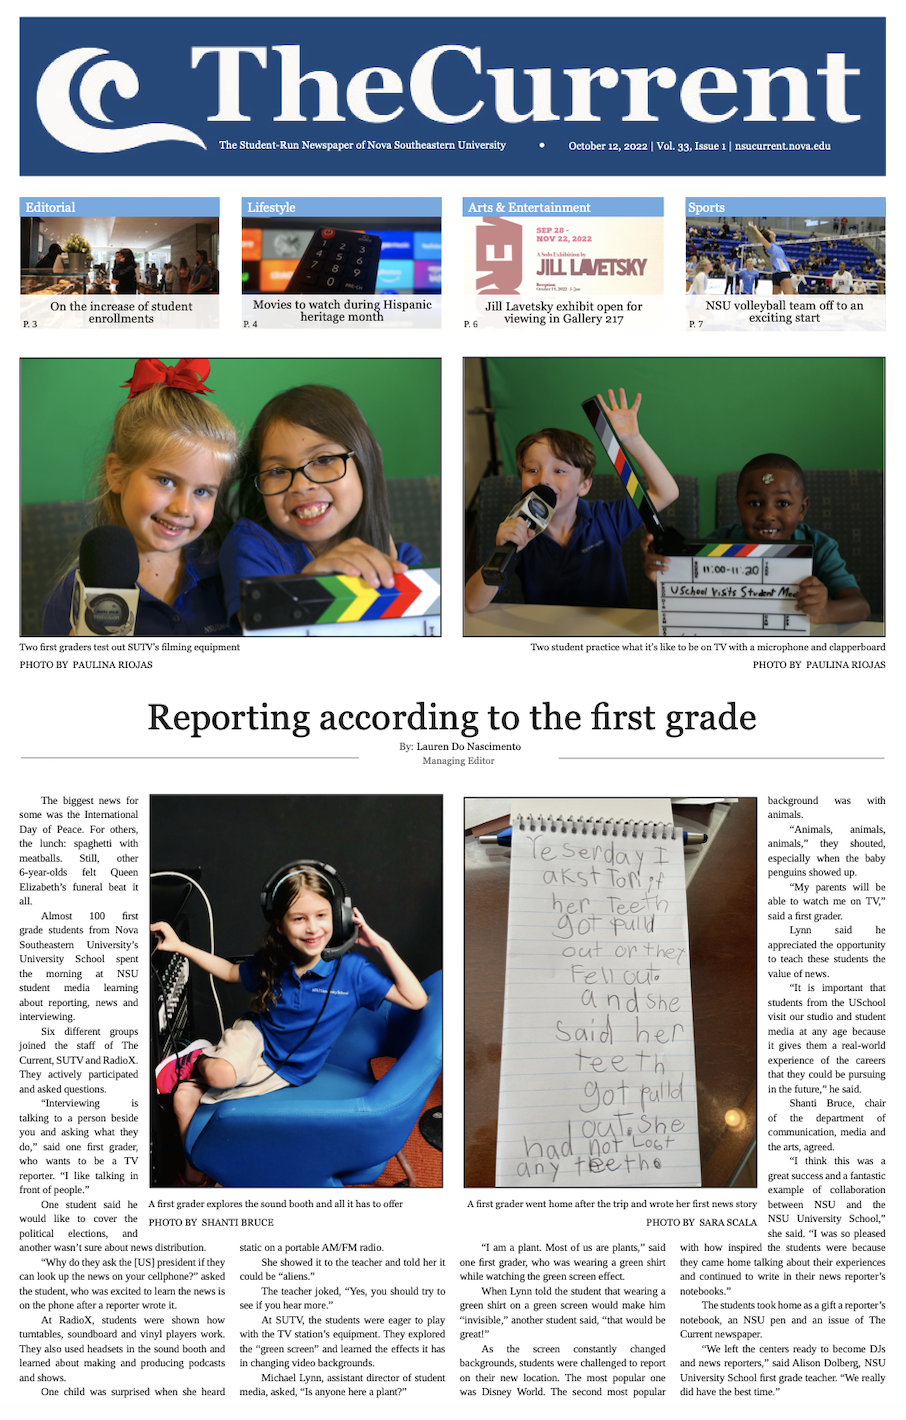 TheCurrent
The Student-Run Newspaper of Nova Southeastern University • October 12, 2022 | Vol. 33, Issue 1 | nsucurrent.nova.edu
Editorial
On the increase of student
enrollments
P. 3
Lifestyle
Movies to watch during Hispanic
heritage month
P. 4
Arts & Entertainment
SEP 28 -
NOV 22, 2022
A Solo Exhibition by
JILL LAVETSKY
Jill Lavetsky exhibit open for
viewing in Gallery 217
P. 6
Sports
NSU volleyball team off to an
exciting start
P. 7
11:00-11:20
USchool Visits Student Me
Two first graders test out SUTV's filming equipment
PHOTO BY PAULINA RIOJAS
Two student practice what it's like to be on TV with a microphone and clapperboard
PHOTO BY PAULINA RIOJAS
Reporting according to the first grade
By: Lauren Do Nascimento
Managing Editor
The biggest news for
some was the International
Day of Peace. For others,
the lunch: spaghetti with
meatballs. Still, other
6-year-olds felt Queen
Elizabeth's funeral beat it
all.
Almost 100 first
grade students from Nova
Southeastern University's
University School spent
the morning at NSU
student media learning
about reporting, news and
interviewing.
Six different groups
joined the staff of The
Current, SUTV and RadioX.
They actively participated
and asked questions.
"Interviewing is
talking to a person beside
you and asking what they
do," said one first grader,
who wants to be a TV
reporter. "I like talking in
front of people."
One student said he
would like to cover the
political elections, and
another wasn't sure about news distribution.
"Why do they ask the [US] president if they
can look up the news on your cellphone?" asked
the student, who was excited to learn the news is
on the phone after a reporter wrote it.
At RadioX, students were shown how
turntables, soundboard and vinyl players work.
They also used headsets in the sound booth and
learned about making and producing podcasts
and shows.
One child was surprised when she heard
A first grader explores the sound booth and all it has to offer
PHOTO BY SHANTI BRUCE
static on a portable AM/FM radio.
She showed it to the teacher and told her it
could be "aliens."
The teacher joked, "Yes, you should try to
see if you hear more."
At SUTV, the students were eager to play
with the TV station's equipment. They explored
the "green screen" and learned the effects it has
in changing video backgrounds.
Michael Lynn, assistant director of student
media, asked, "Is anyone here a plant?"
Yeserday I
akst Tori if
her Teeth
got pulld
out or they
Fell out.
and she
said her
teeth
got pulld
out. she
had not Lost
any teeth.
A first grader went home after the trip and wrote her first news story
PHOTO BY SARA SCALA
"I am a plant. Most of us are plants," said
one first grader, who was wearing a green shirt
while watching the green screen effect.
When Lynn told the student that wearing a
green shirt on a green screen would make him
"invisible," another student said, "that would be
great!"
As the screen constantly changed
backgrounds, students were challenged to report
on their new location. The most popular one
was Disney World. The second most popular
background was with
animals.
"Animals, animals,
animals," they shouted,
especially when the baby
penguins showed up.
"My parents will be
able to watch me on TV,"
said a first grader.
Lynn said he
appreciated the opportunity
to teach these students the
value of news.
"It is important that
students from the USchool
visit our studio and student
media at any age because
it gives them a real-world
experience of the careers
that they could be pursuing
in the future," he said.
Shanti Bruce, chair
of the department of
communication, media and
the arts, agreed.
"I think this was a
great success and a fantastic
example of collaboration
between NSU and the
NSU University School,"
she said. "I was so pleased
with how inspired the students were because
they came home talking about their experiences
and continued to write in their news reporter's
notebooks."
The students took home as a gift a reporter's
notebook, an NSU pen and an issue of The
Current newspaper.
"We left the centers ready to become DJs
and news reporters," said Alison Dolberg, NSU
University School first grade teacher. "We really
did have the best time."